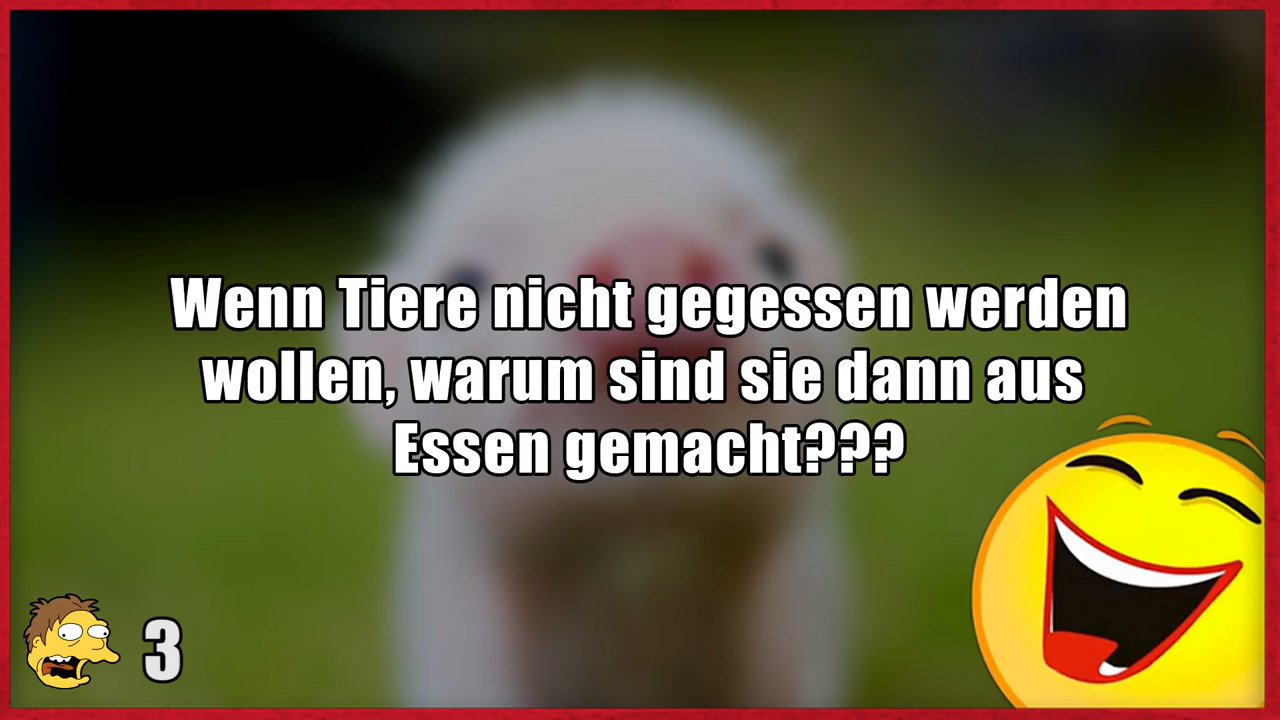 Wenn Tiere nicht gegessen werden
wollen, warum sind sie dann aus
Essen gemacht???
3